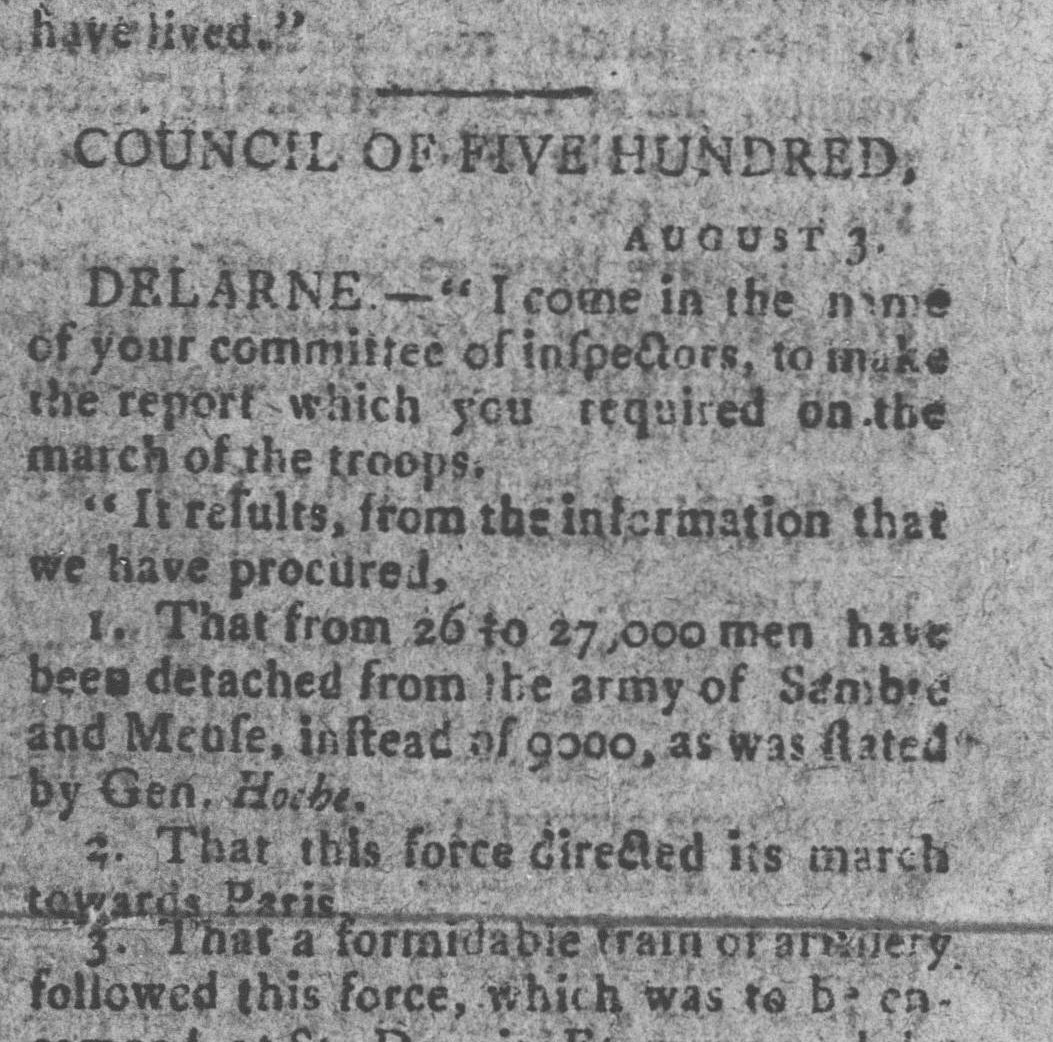 have lived."
COUNCIL OF FIVE HUNDRED,
AUGUST 3.
DELARNE.—“ I come in the name
of your committee of inſpectors, to make
the report which you required on the
march of the troops.
“ It reſults, from the information that
we have procured,
1. That from 26 to 27,000 men have
been detached from the army of Sambre
and Meuſe, inſtead of 9000, as was ſtated
by Gen. Hoche.
2. That this force directed its march
towards Paris,
3. That a formidable train of artillery
followed this force, which was to be en-